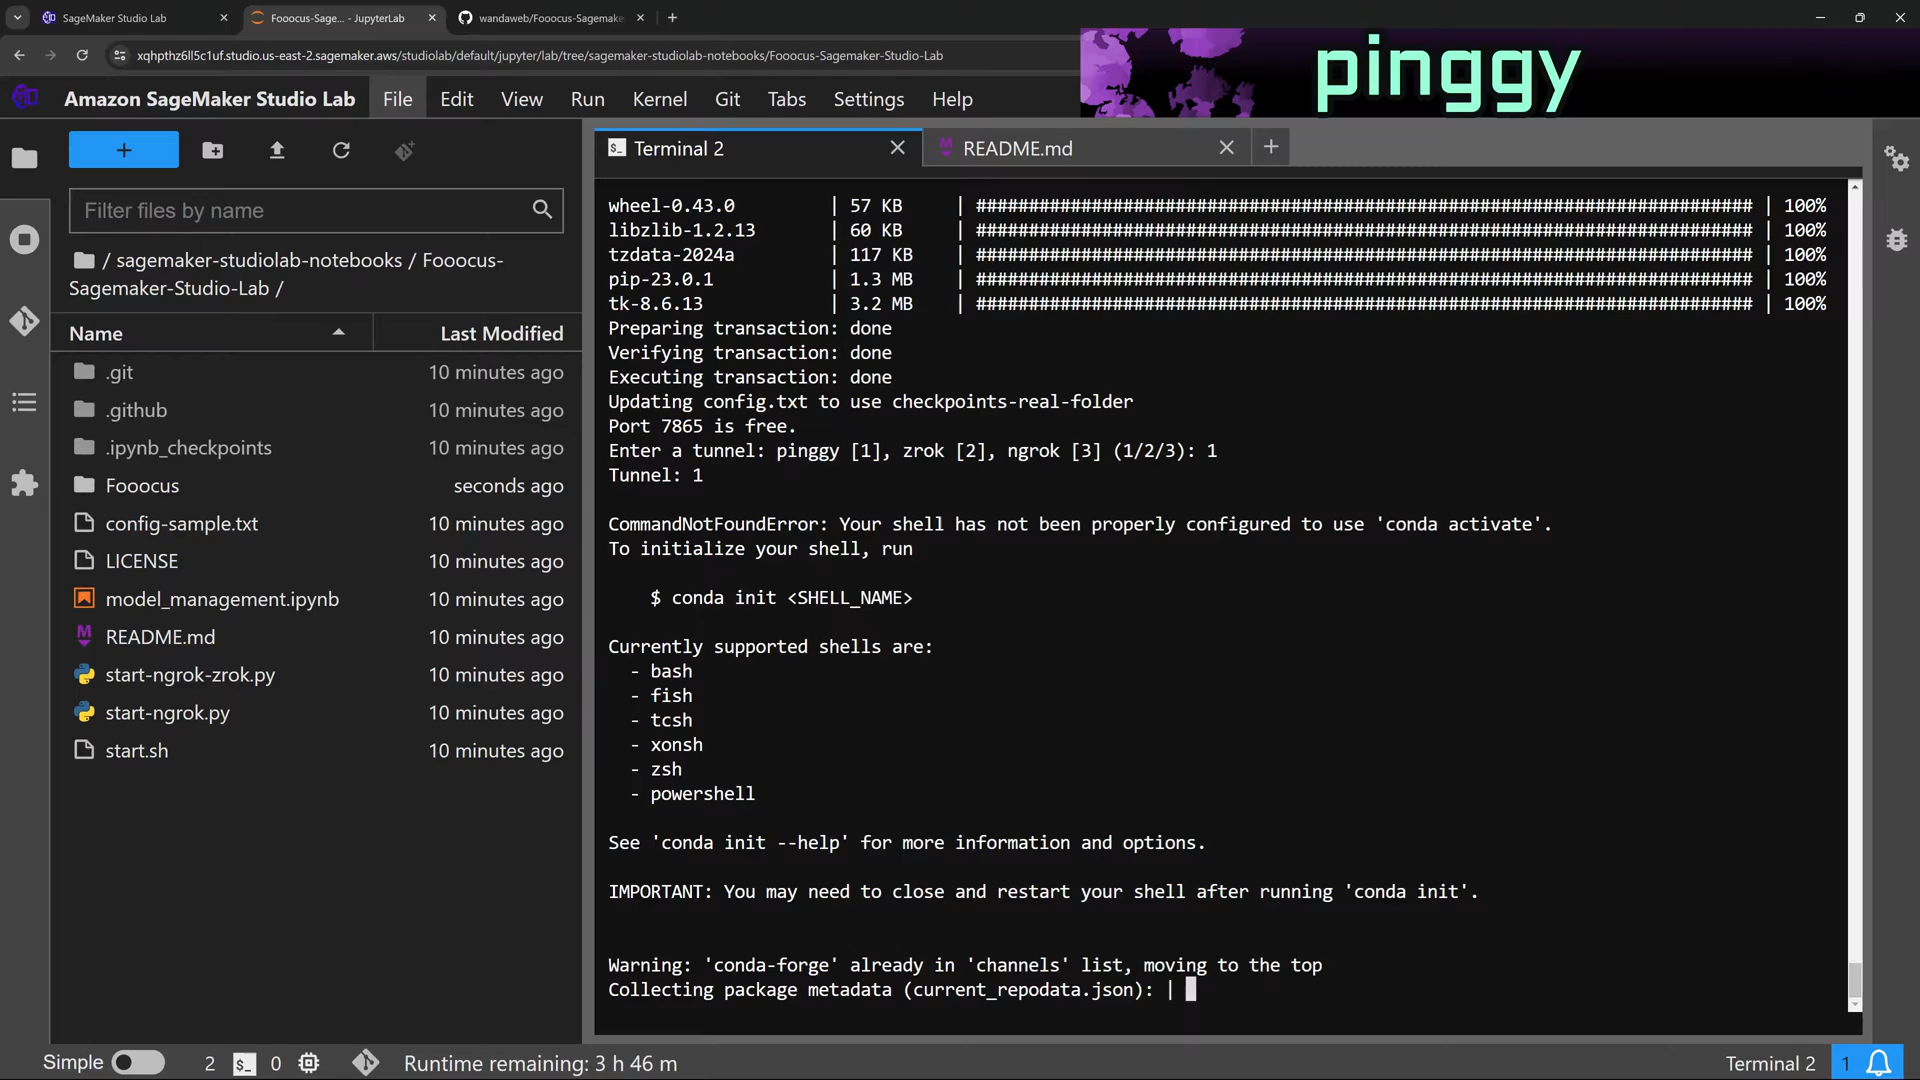 SageMaker Studio Lab
Fooocus-Sage... - JupyterLab
wandaweb/Fooocus-Sagemake
xqhpthz6ll5c1uf.studio.us-east-2.sagemaker.aws/studiolab/default/jupyter/lab/tree/sagemaker-studiolab-notebooks/Fooocus-Sagemaker-Studio-Lab
pinggy
Amazon SageMaker Studio Lab
File Edit View Run Kernel Git Tabs Settings Help
Terminal 2
README.md
Filter files by name
/ sagemaker-studiolab-notebooks / Fooocus-
Sagemaker-Studio-Lab /
Name Last Modified
.git 10 minutes ago
.github 10 minutes ago
.ipynb_checkpoints 10 minutes ago
Fooocus seconds ago
config-sample.txt 10 minutes ago
LICENSE 10 minutes ago
model_management.ipynb 10 minutes ago
README.md 10 minutes ago
start-ngrok-zrok.py 10 minutes ago
start-ngrok.py 10 minutes ago
start.sh 10 minutes ago
wheel-0.43.0 | 57 KB | ########################################################################## | 100%
libzlib-1.2.13 | 60 KB | ########################################################################## | 100%
tzdata-2024a | 117 KB | ########################################################################## | 100%
pip-23.0.1 | 1.3 MB | ########################################################################## | 100%
tk-8.6.13 | 3.2 MB | ########################################################################## | 100%
Preparing transaction: done
Verifying transaction: done
Executing transaction: done
Updating config.txt to use checkpoints-real-folder
Port 7865 is free.
Enter a tunnel: pinggy [1], zrok [2], ngrok [3] (1/2/3): 1
Tunnel: 1
CommandNotFoundError: Your shell has not been properly configured to use 'conda activate'.
To initialize your shell, run
$ conda init <SHELL_NAME>
Currently supported shells are:
- bash
- fish
- tcsh
- xonsh
- zsh
- powershell
See 'conda init --help' for more information and options.
IMPORTANT: You may need to close and restart your shell after running 'conda init'.
Warning: 'conda-forge' already in 'channels' list, moving to the top
Collecting package metadata (current_repodata.json): |
Simple 2 0 Runtime remaining: 3 h 46 m Terminal 2 1